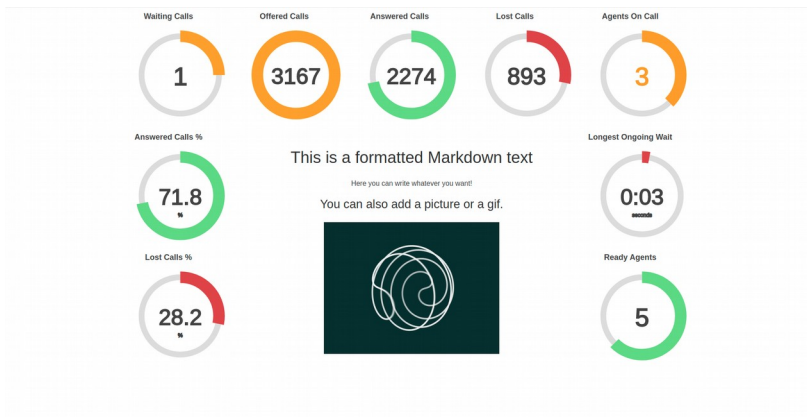 Waiting Calls
Offered Calls
Answered Calls
Lost Calls
Agents On Call
1
3167
2274
893
3
Answered Calls %
Longest Ongoing Wait
71.8
%
This is a formatted Markdown text
Here you can write whatever you want!
You can also add a picture or a gif.
0:03
seconds
Lost Calls %
Ready Agents
28.2
%
5